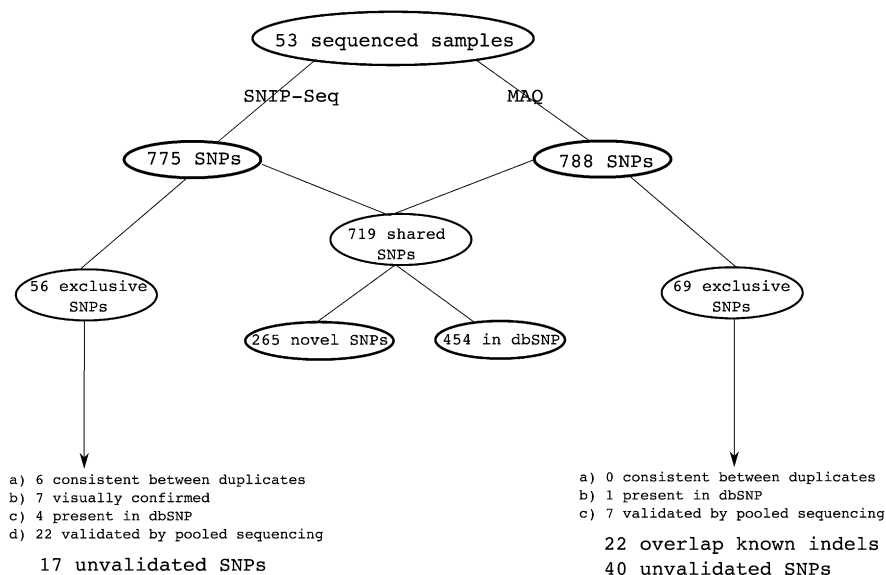 53 sequenced samples
SNIP-Seq
MAQ
775 SNPs
788 SNPs
719 shared
SNPs
56 exclusive
SNPs
69 exclusive
SNPs
265 novel SNPs
454 in dbSNP
a) 6 consistent between duplicates
b) 7 visually confirmed
c) 4 present in dbSNP
d) 22 validated by pooled sequencing
17 unvalidated SNPs
a) 0 consistent between duplicates
b) 1 present in dbSNP
c) 7 validated by pooled sequencing
22 overlap known indels
40 unvalidated SNPs